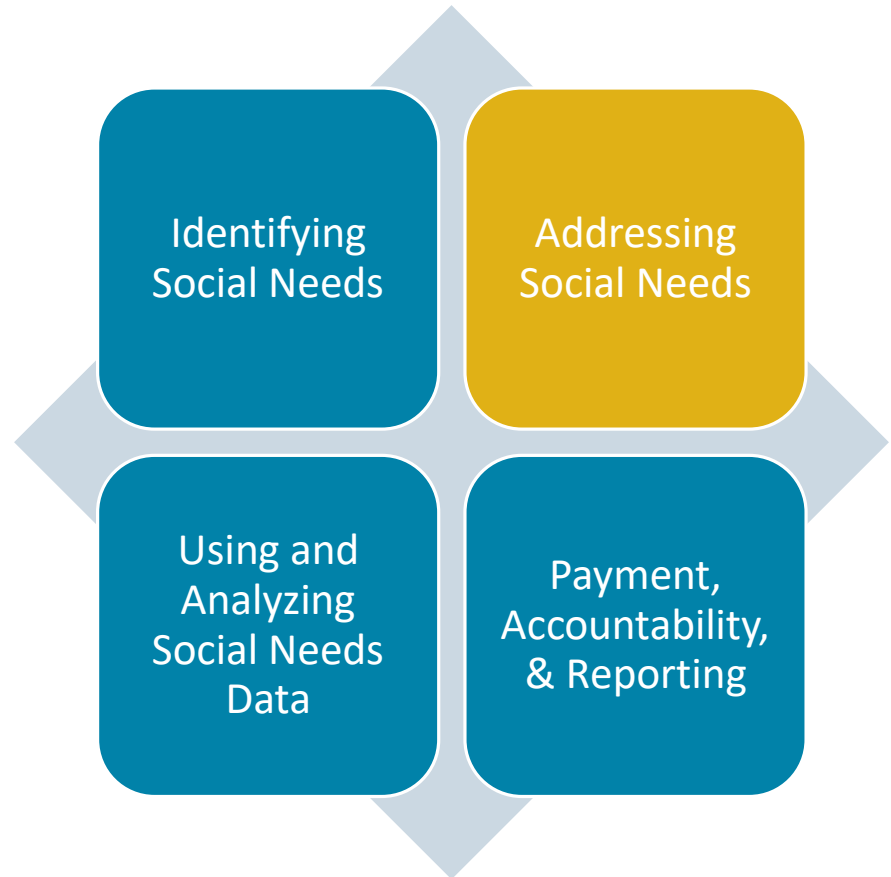 Identifying
Social Needs
Addressing
Social Needs
Using and
Analyzing
Social Needs
Data
Payment,
Accountability,
& Reporting